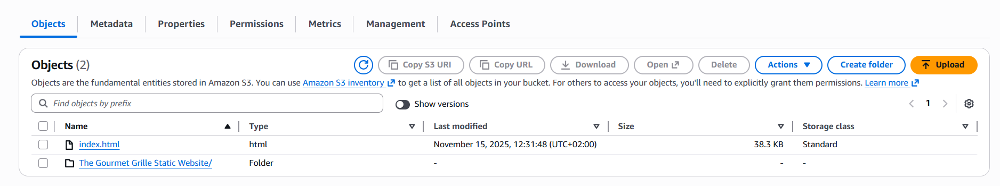 Objects Metadata Properties Permissions Metrics Management Access Points
Objects (2) Copy S3 URI Copy URL Download Open Delete Actions Create folder Upload
Objects are the fundamental entities stored in Amazon S3. You can use Amazon S3 inventory to get a list of all objects in your bucket. For others to access your objects, you'll need to explicitly grant them permissions. Learn more
Find objects by prefix Show versions 1
Name Type Last modified Size Storage class
index.html html November 15, 2025, 12:31:48 (UTC+02:00) 38.3 KB Standard
The Gourmet Grille Static Website/ Folder - - -